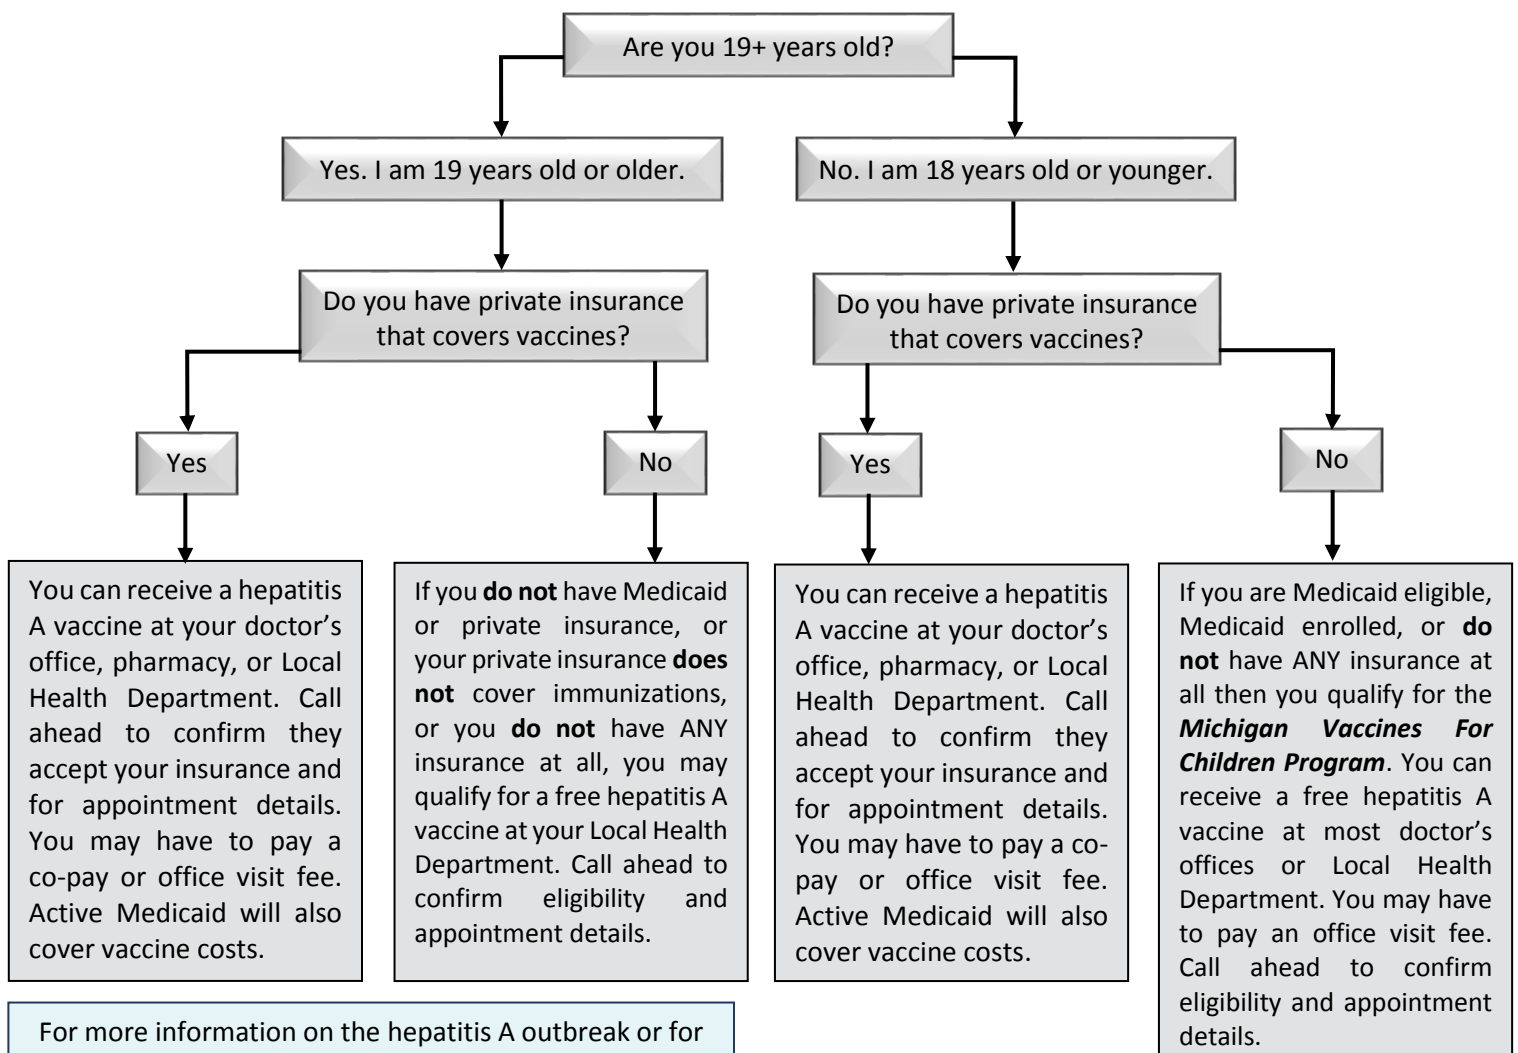 Are you 19+ years old?
Yes. I am 19 years old or older.
No. I am 18 years old or younger.
Do you have private insurance
that covers vaccines?
Do you have private insurance
that covers vaccines?
Yes
No
Yes
No
You can receive a hepatitis
A vaccine at your doctor’s
office, pharmacy, or Local
Health Department. Call
ahead to confirm they
accept your insurance and
for appointment details.
You may have to pay a
co-pay or office visit fee.
Active Medicaid will also
cover vaccine costs.
If you do not have Medicaid
or private insurance, or
your private insurance does
not cover immunizations,
or you do not have ANY
insurance at all, you may
qualify for a free hepatitis A
vaccine at your Local Health
Department. Call ahead to
confirm eligibility and
appointment details.
You can receive a hepatitis
A vaccine at your doctor’s
office, pharmacy, or Local
Health Department. Call
ahead to confirm they
accept your insurance and
for appointment details.
You may have to pay a co-
pay or office visit fee.
Active Medicaid will also
cover vaccine costs.
If you are Medicaid eligible,
Medicaid enrolled, or do
not have ANY insurance at
all then you qualify for the
Michigan Vaccines For
Children Program. You can
receive a free hepatitis A
vaccine at most doctor’s
offices or Local Health
Department. You may have
to pay an office visit fee.
Call ahead to confirm
eligibility and appointment
details.
For more information on the hepatitis A outbreak or for